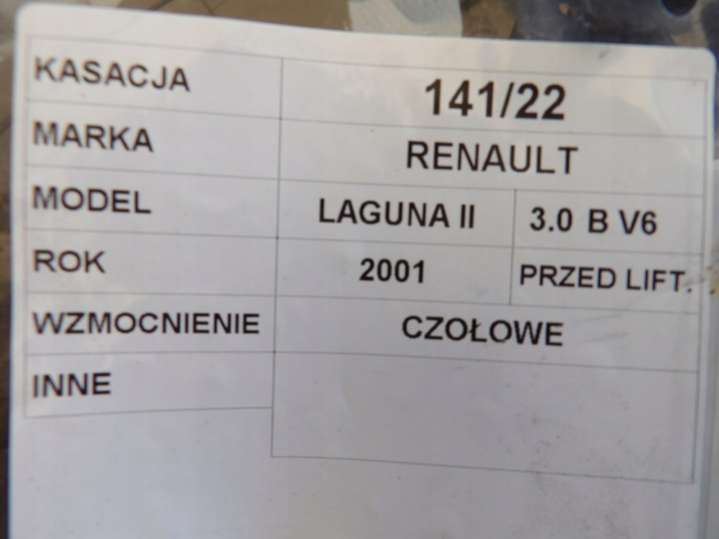 KASACJA 141/22
MARKA RENAULT
MODEL LAGUNA II 3.0 B V6
ROK 2001 PRZED LIFT.
WZMOCNIENIE CZOŁOWE
INNE